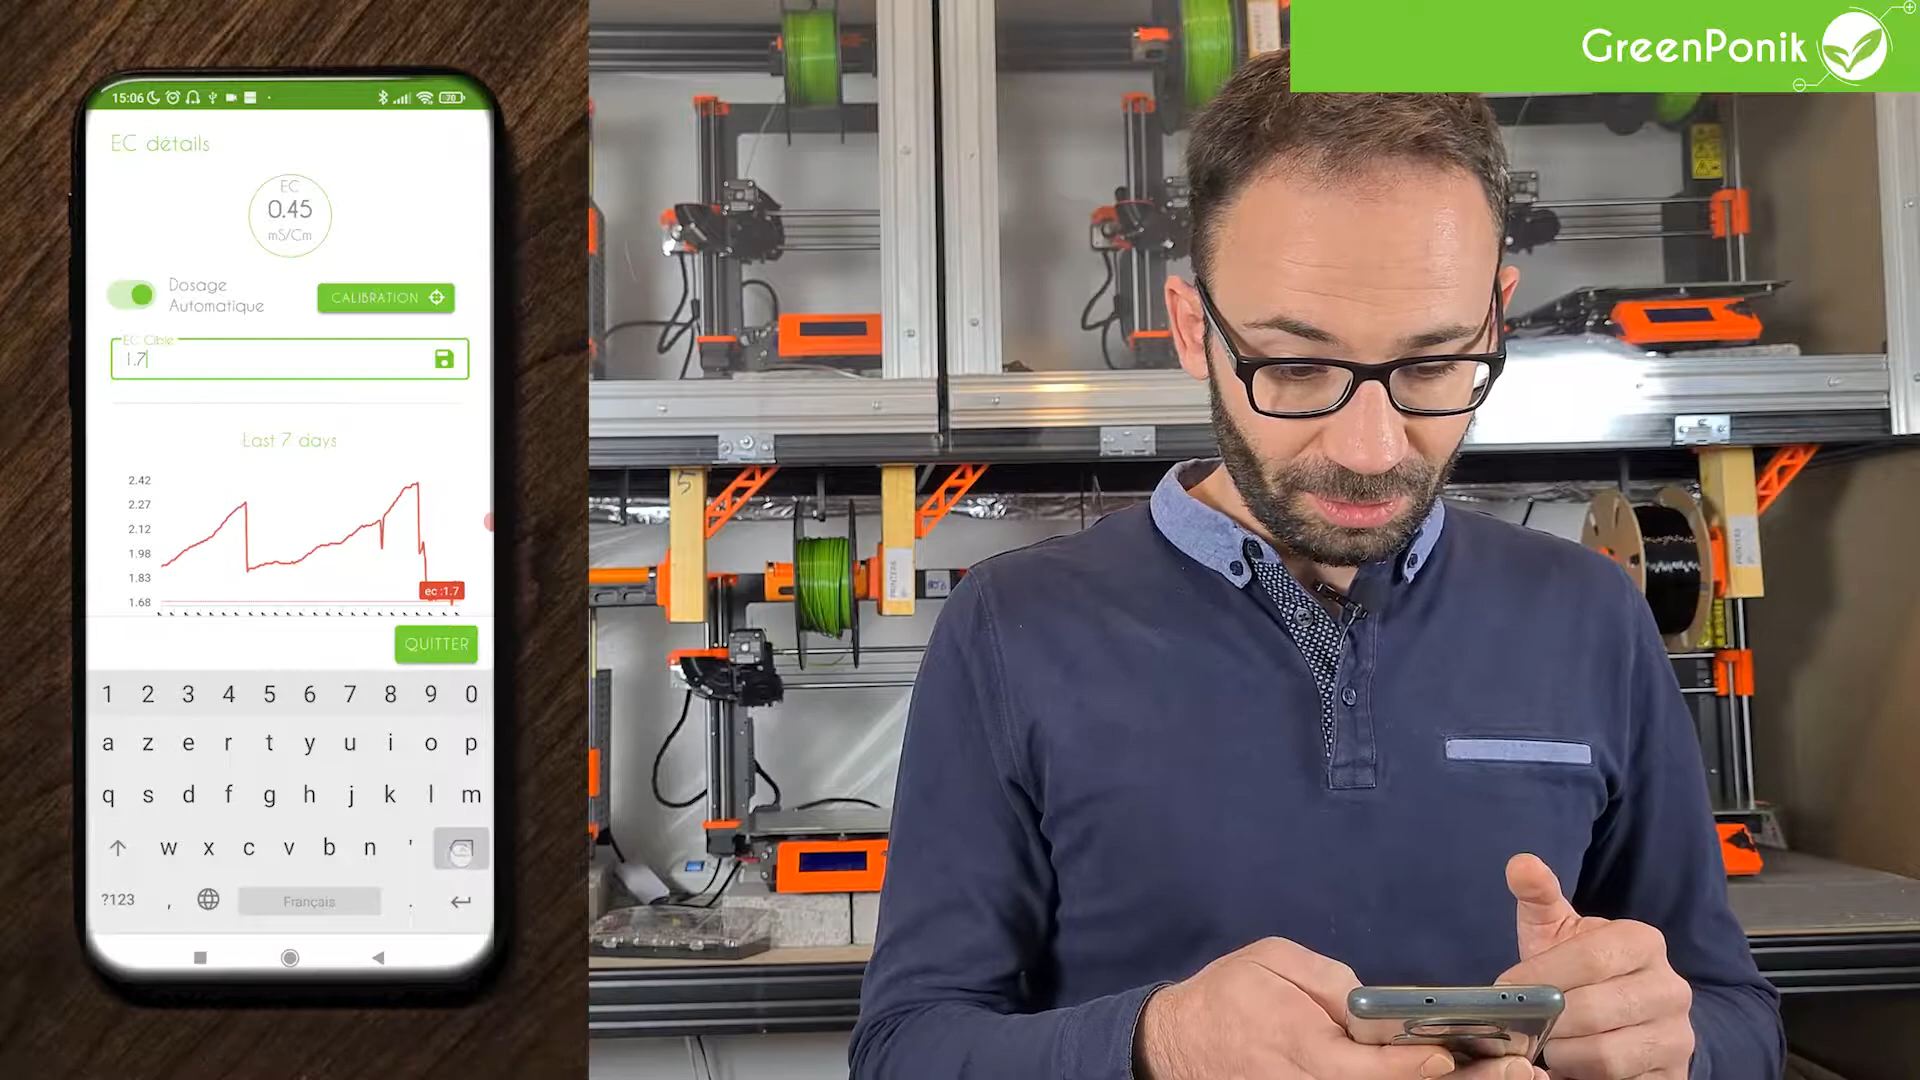 GreenPonik
15:06
70
EC détails
EC
0.45
mS/Cm
Dosage
Automatique
CALIBRATION
EC Cible
1.7
Last 7 days
2.42
2.27
2.12
1.98
1.83
1.68
ec :1.7
QUITTER
1 2 3 4 5 6 7 8 9 0
a z e r t y u i o p
q s d f g h j k l m
w x c v b n '
?123 , Français .
5